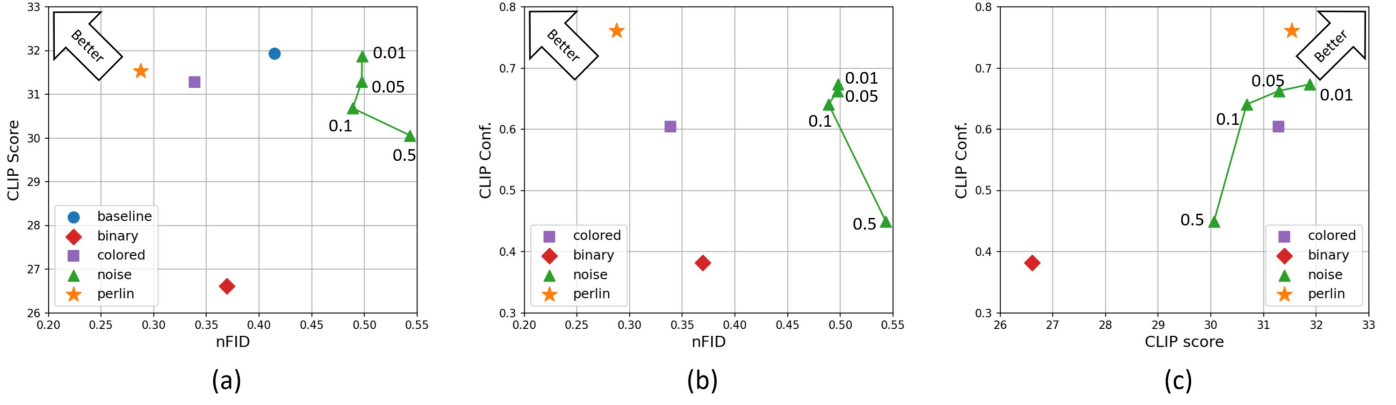 33
32
31
30
29
28
27
26
CLIP Score
Better
0.01
0.05
0.1
0.5
baseline
binary
colored
noise
perlin
0.20
0.25
0.30
0.35
0.40
0.45
0.50
0.55
nFID
(a)
0.8
0.7
0.6
0.5
0.4
0.3
CLIP Conf.
Better
0.01
0.05
0.1
0.5
colored
binary
noise
perlin
0.20
0.25
0.30
0.35
0.40
0.45
0.50
0.55
nFID
(b)
0.8
0.7
0.6
0.5
0.4
0.3
CLIP Conf.
Better
0.05
0.01
0.1
0.5
colored
binary
noise
perlin
26
27
28
29
30
31
32
33
CLIP score
(c)